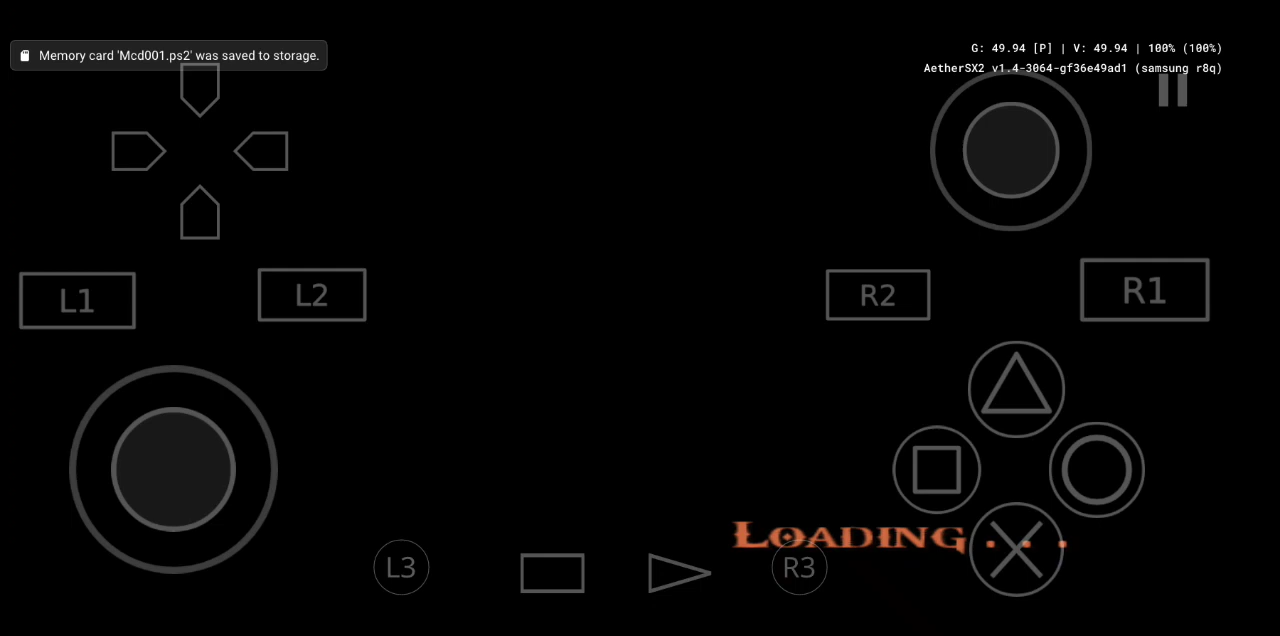 Memory card 'Mcd001.ps2' was saved to storage.
G: 49.94 [P] | V: 49.94 | 100% (100%)
AetherSX2 v1.4-3064-gf36e49ad1 (samsung r8q)
L1
L2
R2
R1
LOADING . . .
L3
R3